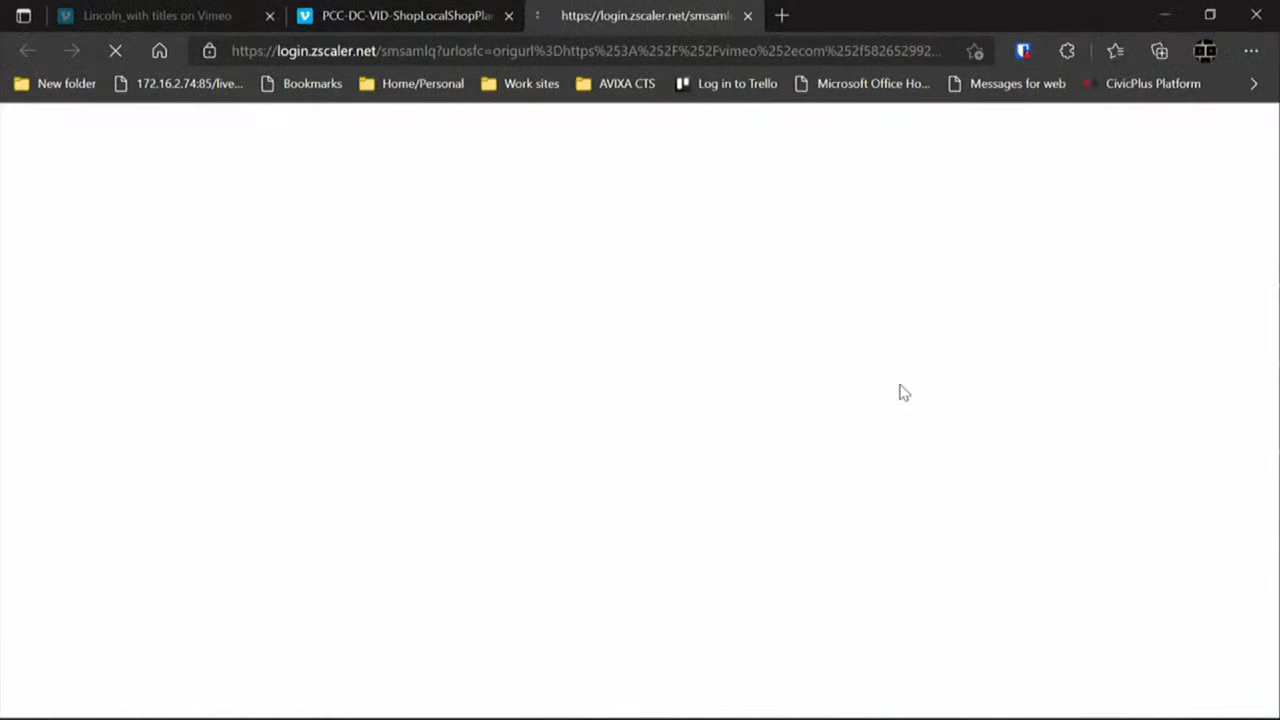 Lincoln_with titles on Vimeo
PCC-DC-VID-ShopLocalShopPla
https://login.zscaler.net/smsaml
https://login.zscaler.net/smsamlq?urlosfc=origurl%3Dhttps%253A%252F%252Fvimeo%252ecom%252f582652992...
New folder
172.16.2.74:85/live...
Bookmarks
Home/Personal
Work sites
AVIXA CTS
Log in to Trello
Microsoft Office Ho...
Messages for web
CivicPlus Platform